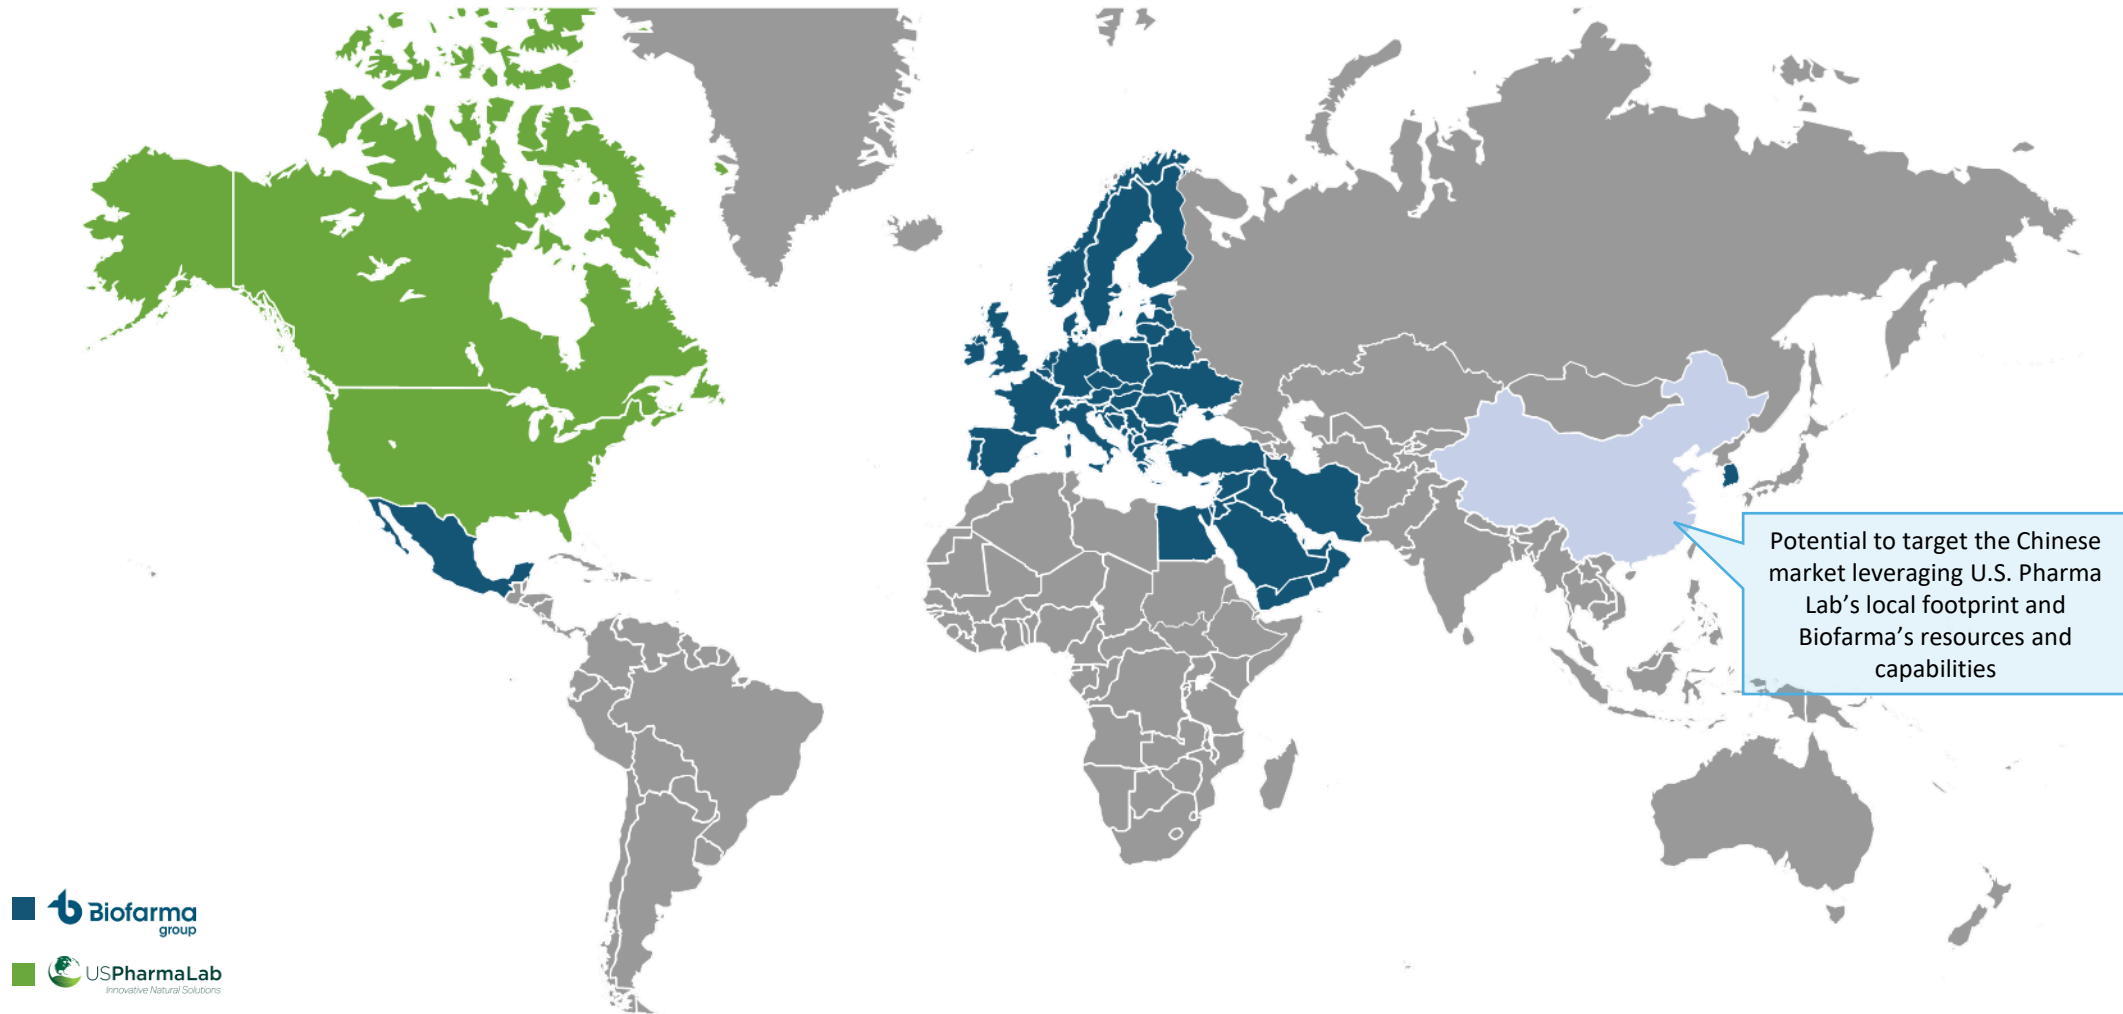 Potential to target the Chinese
market leveraging U.S. Pharma
Lab’s local footprint and
Biofarma’s resources and
capabilities
Biofarma
group
USPharmaLab
Innovative Natural Solutions